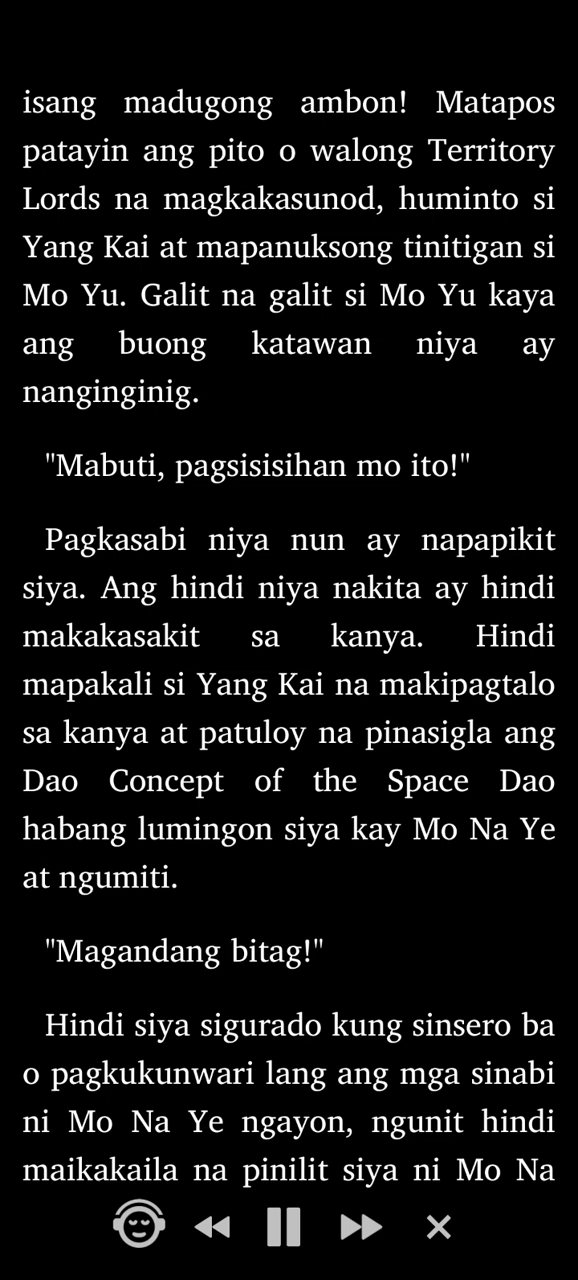 isang madugong ambon! Matapos
patayin ang pito o walong Territory
Lords na magkakasunod, huminto si
Yang Kai at mapanuksong tinitigan si
Mo Yu. Galit na galit si Mo Yu kaya
ang buong katawan niya ay
nanginginig.
"Mabuti, pagsisisihan mo ito!"
Pagkasabi niya nun ay napapikit
siya. Ang hindi niya nakita ay hindi
makakasakit sa kanya. Hindi
mapakali si Yang Kai na makipagtalo
sa kanya at patuloy na pinasigla ang
Dao Concept of the Space Dao
habang lumingon siya kay Mo Na Ye
at ngumiti.
"Magandang bitag!"
Hindi siya sigurado kung sinsero ba
o pagkukunwari lang ang mga sinabi
ni Mo Na Ye ngayon, ngunit hindi
maikakaila na pinilit siya ni Mo Na